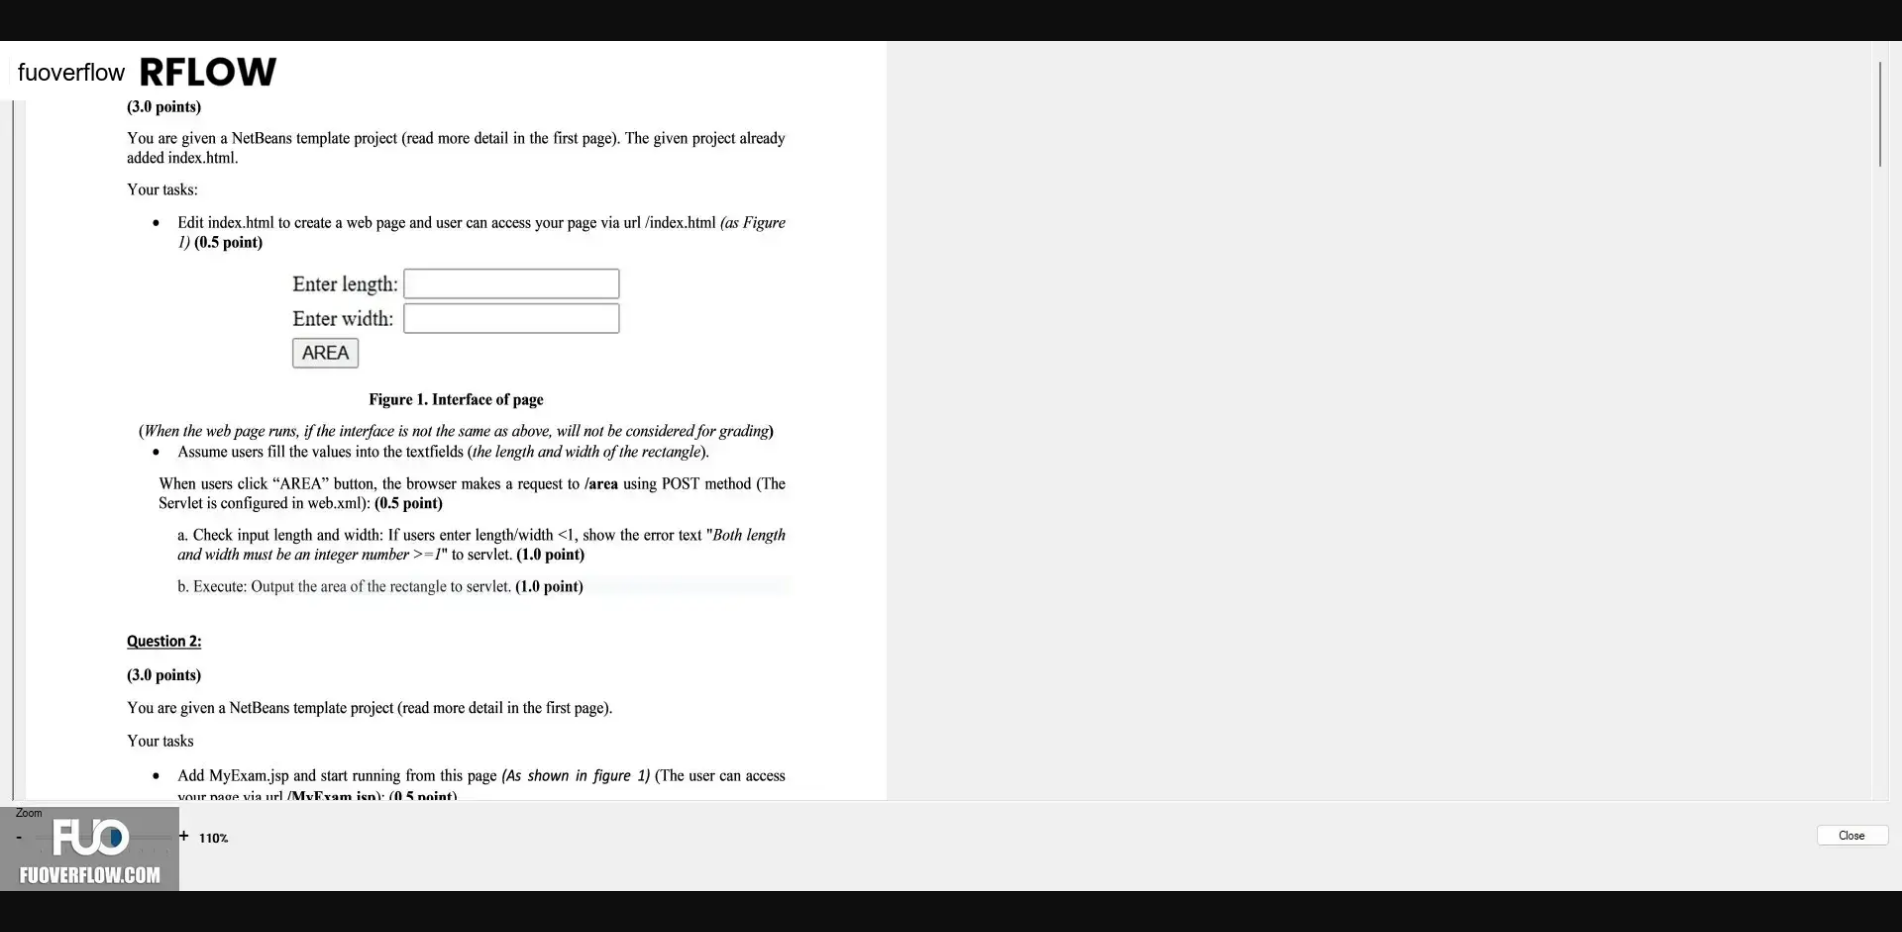 fuoverflow RFLOW
(3.0 points)
You are given a NetBeans template project (read more detail in the first page). The given project already
added index.html.
Your tasks:
• Edit index.html to create a web page and user can access your page via url /index.html (as Figure
1) (0.5 point)
Enter length:
Enter width:
AREA
Figure 1. Interface of page
(When the web page runs, if the interface is not the same as above, will not be considered for grading)
• Assume users fill the values into the textfields (the length and width of the rectangle).
When users click “AREA” button, the browser makes a request to /area using POST method (The
Servlet is configured in web.xml): (0.5 point)
a. Check input length and width: If users enter length/width <1, show the error text "Both length
and width must be an integer number >=1" to servlet. (1.0 point)
b. Execute: Output the area of the rectangle to servlet. (1.0 point)
Question 2:
(3.0 points)
You are given a NetBeans template project (read more detail in the first page).
Your tasks
• Add MyExam.jsp and start running from this page (As shown in figure 1) (The user can access
your page via url /MyExam.jsp): (0.5 point)
Zoom
- + 110%
Close
FUO
FUOVERFLOW.COM